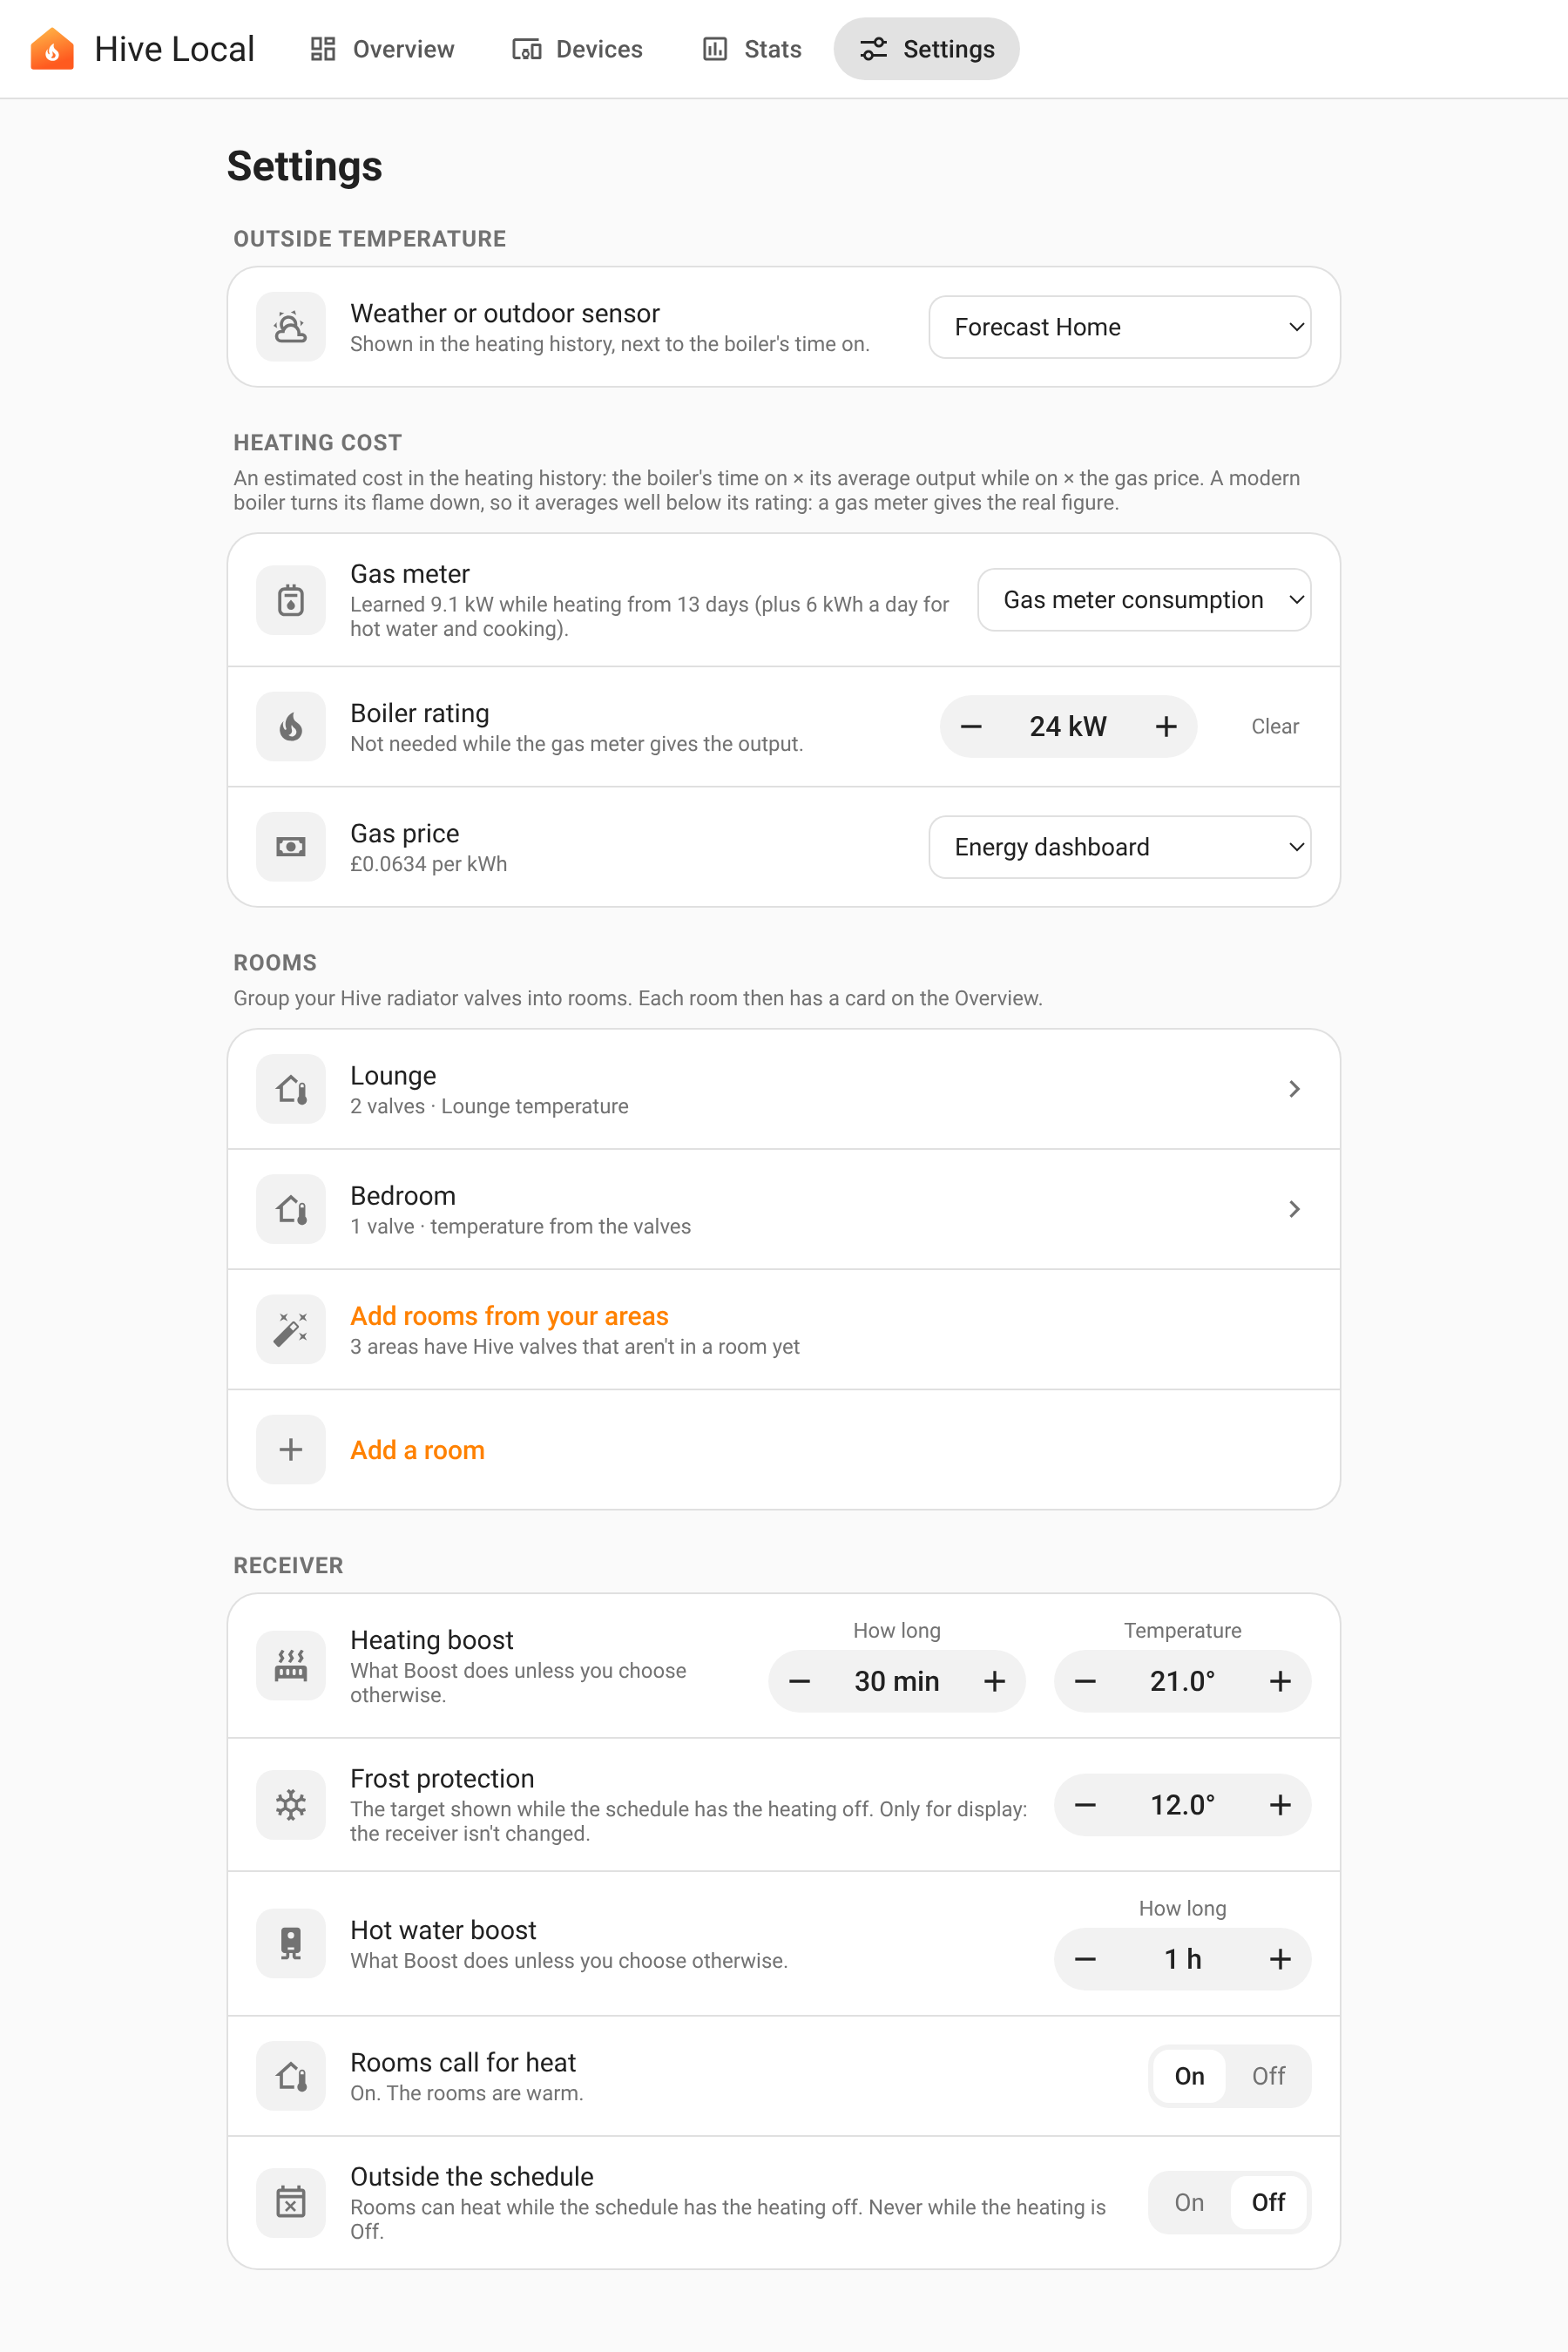 Hive Local
Overview
Devices
Stats
Settings
Settings
OUTSIDE TEMPERATURE
Weather or outdoor sensor
Shown in the heating history, next to the boiler's time on.
Forecast Home
HEATING COST
An estimated cost in the heating history: the boiler's time on × its average output while on × the gas price. A modern
boiler turns its flame down, so it averages well below its rating: a gas meter gives the real figure.
Gas meter
Learned 9.1 kW while heating from 13 days (plus 6 kWh a day for
hot water and cooking).
Gas meter consumption
Boiler rating
Not needed while the gas meter gives the output.
− 24 kW +
Clear
Gas price
£0.0634 per kWh
Energy dashboard
ROOMS
Group your Hive radiator valves into rooms. Each room then has a card on the Overview.
Lounge
2 valves · Lounge temperature
Bedroom
1 valve · temperature from the valves
Add rooms from your areas
3 areas have Hive valves that aren't in a room yet
Add a room
RECEIVER
Heating boost
What Boost does unless you choose
otherwise.
How long
− 30 min +
Temperature
− 21.0° +
Frost protection
The target shown while the schedule has the heating off. Only for display:
the receiver isn't changed.
− 12.0° +
Hot water boost
What Boost does unless you choose otherwise.
How long
− 1 h +
Rooms call for heat
On. The rooms are warm.
On Off
Outside the schedule
Rooms can heat while the schedule has the heating off. Never while the heating is
Off.
On Off